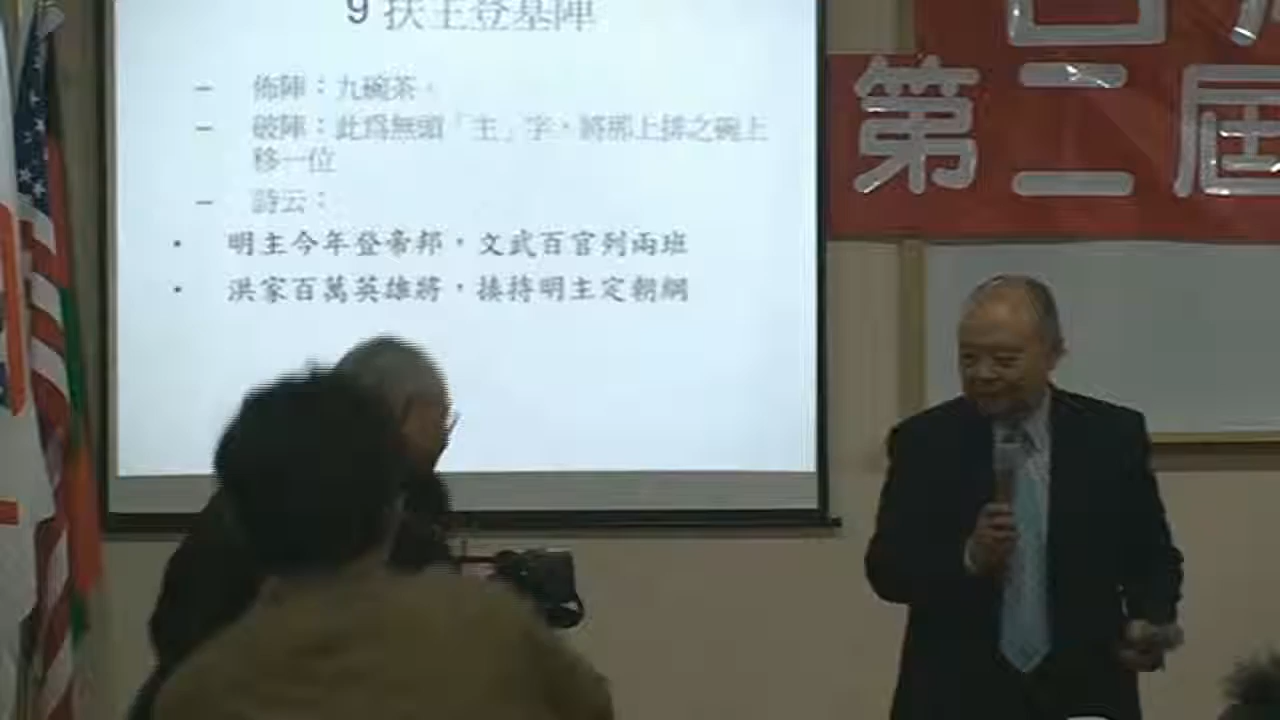 9 扶主登基陣
– 佈陣：九碗茶。
– 破陣：此為無頭「主」字，將那上排之碗上
移一位
– 詩云：
• 明主今年登帝邦，文武百官列兩班
• 洪家百萬英雄將，接持明主定朝綱
第二屆